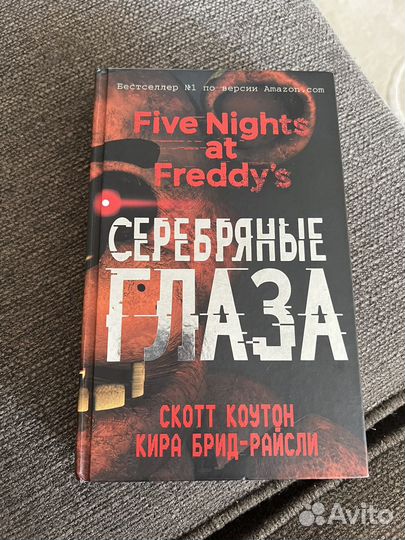 Бестселлер №1 по версии Amazon.com
Five Nights
at
Freddy's
СЕРЕБРЯНЫЕ
ГЛАЗА
СКОТТ КОУТОН
КИРА БРИД-РАЙСЛИ
Avito